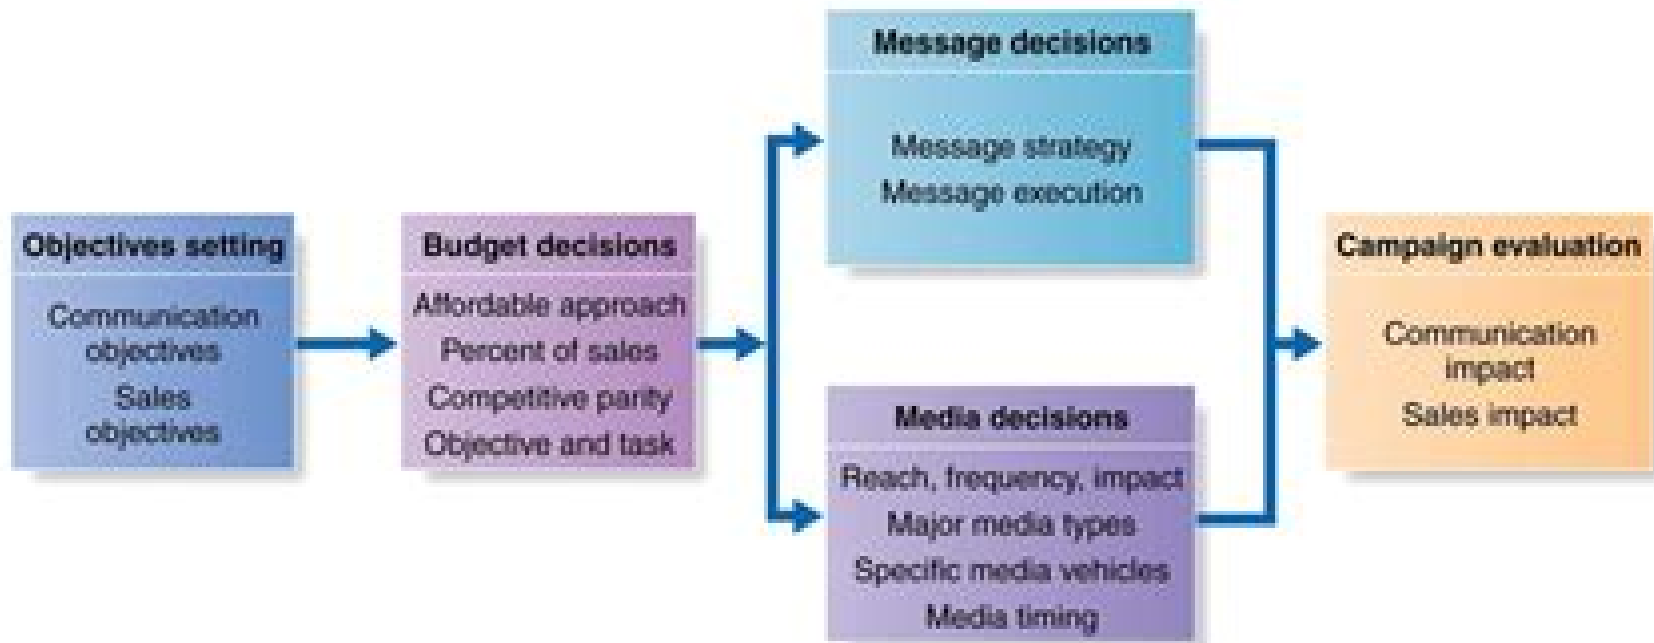 Objectives setting
Communication
objectives
Sales
objectives
Budget decisions
Affordable approach
Percent of sales
Competitive parity
Objective and task
Message decisions
Message strategy
Message execution
Media decisions
Reach, frequency, impact
Major media types
Specific media vehicles
Media timing
Campaign evaluation
Communication
impact
Sales impact